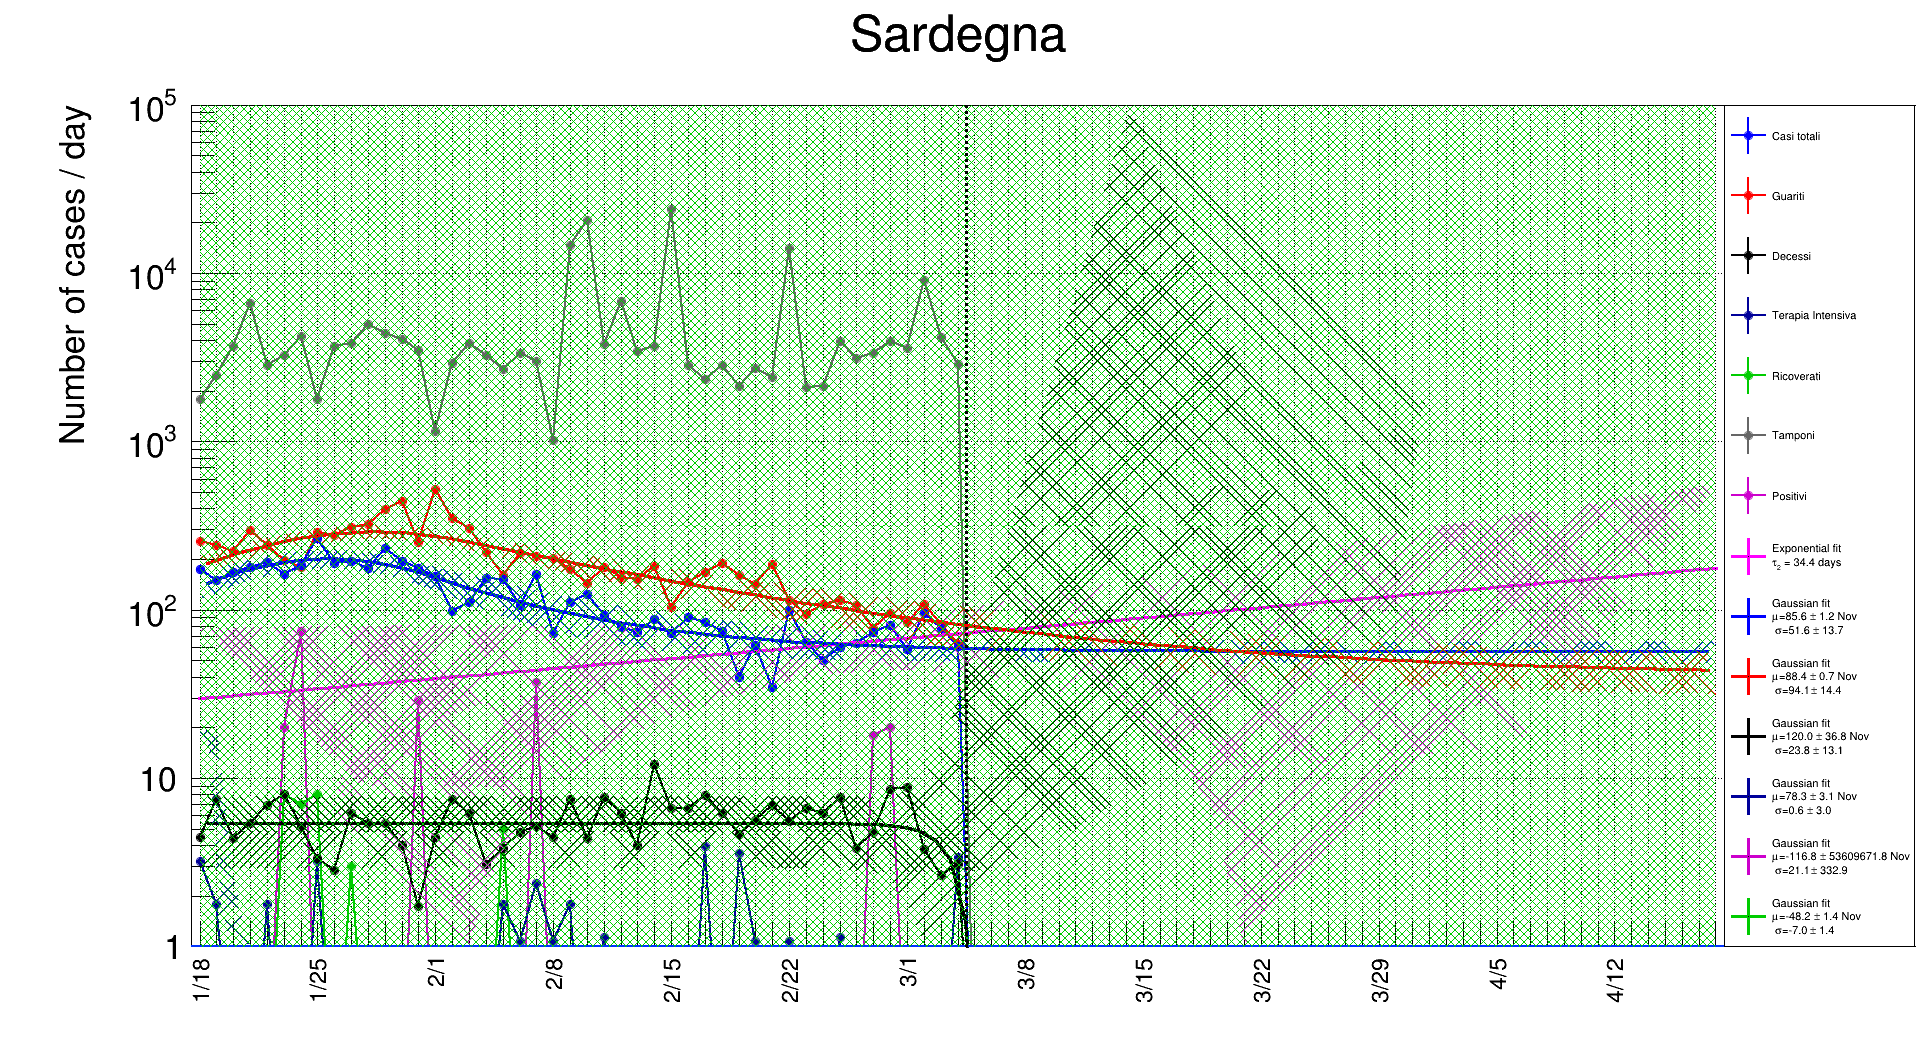 Sardegna
Number of cases / day
10^5
10^4
10^3
10^2
10
1
1/18
1/25
2/1
2/8
2/15
2/22
3/1
3/8
3/15
3/22
3/29
4/5
4/12
Casi totali
Guariti
Decessi
Terapia Intensiva
Ricoverati
Tamponi
Positivi
Exponential fit
τ₂ = 34.4 days
Gaussian fit
μ=85.6 ± 1.2 Nov
σ=51.6 ± 13.7
Gaussian fit
μ=88.4 ± 0.7 Nov
σ=94.1 ± 14.4
Gaussian fit
μ=120.0 ± 36.8 Nov
σ=23.8 ± 13.1
Gaussian fit
μ=78.3 ± 3.1 Nov
σ=0.6 ± 3.0
Gaussian fit
μ=-116.8 ± 53609671.8 Nov
σ=21.1 ± 332.9
Gaussian fit
μ=-48.2 ± 1.4 Nov
σ=-7.0 ± 1.4